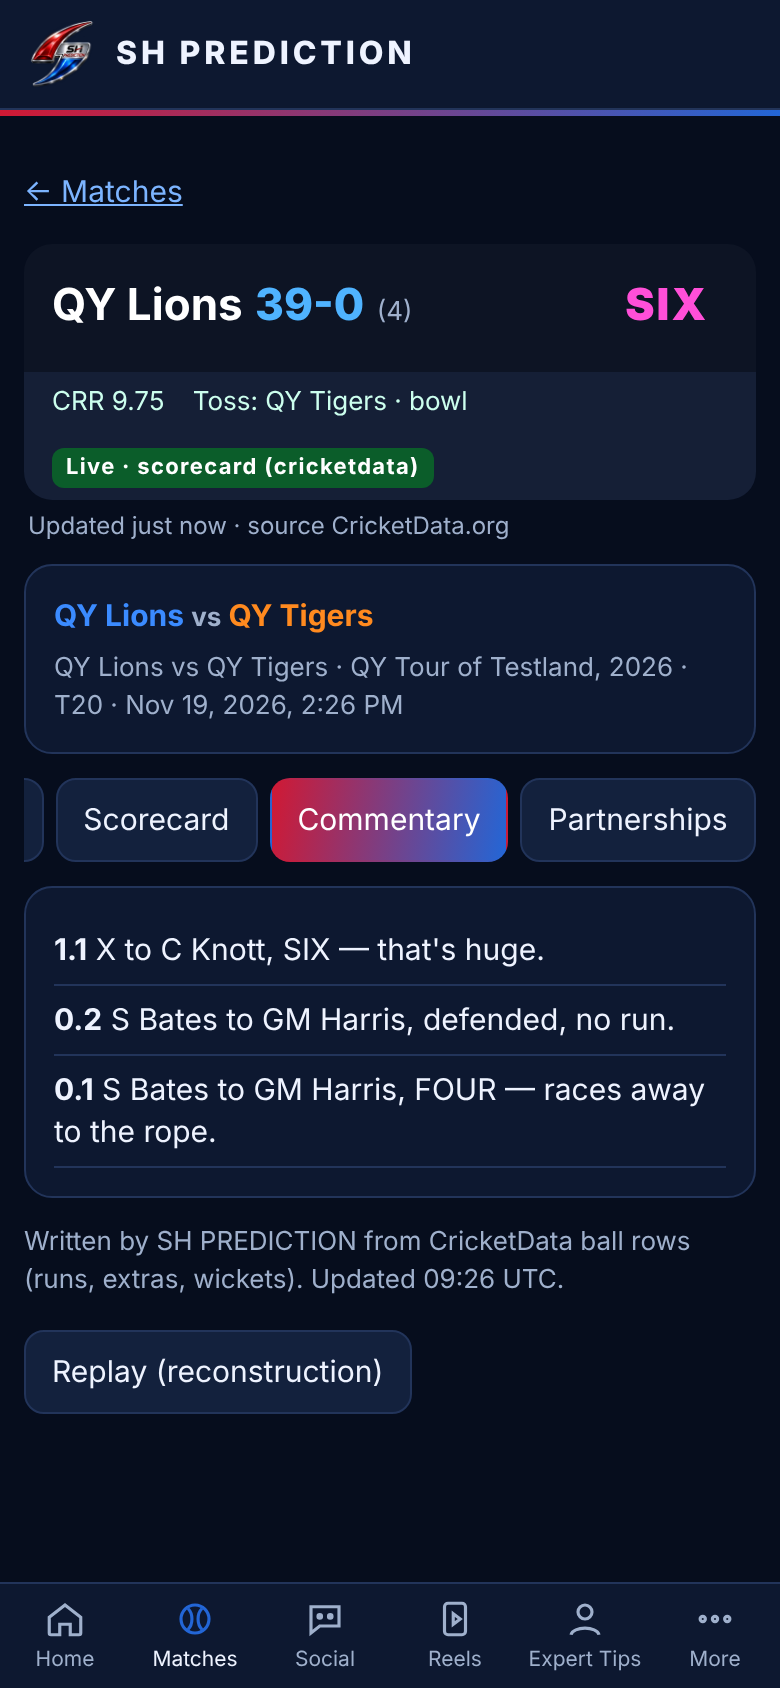 SH
SH PREDICTION
← Matches
QY Lions 39-0 (4) SIX
CRR 9.75 Toss: QY Tigers · bowl
Live · scorecard (cricketdata)
Updated just now · source CricketData.org
QY Lions vs QY Tigers
QY Lions vs QY Tigers · QY Tour of Testland, 2026 ·
T20 · Nov 19, 2026, 2:26 PM
Scorecard Commentary Partnerships
1.1 X to C Knott, SIX — that's huge.
0.2 S Bates to GM Harris, defended, no run.
0.1 S Bates to GM Harris, FOUR — races away
to the rope.
Written by SH PREDICTION from CricketData ball rows
(runs, extras, wickets). Updated 09:26 UTC.
Replay (reconstruction)
Home Matches Social Reels Expert Tips More